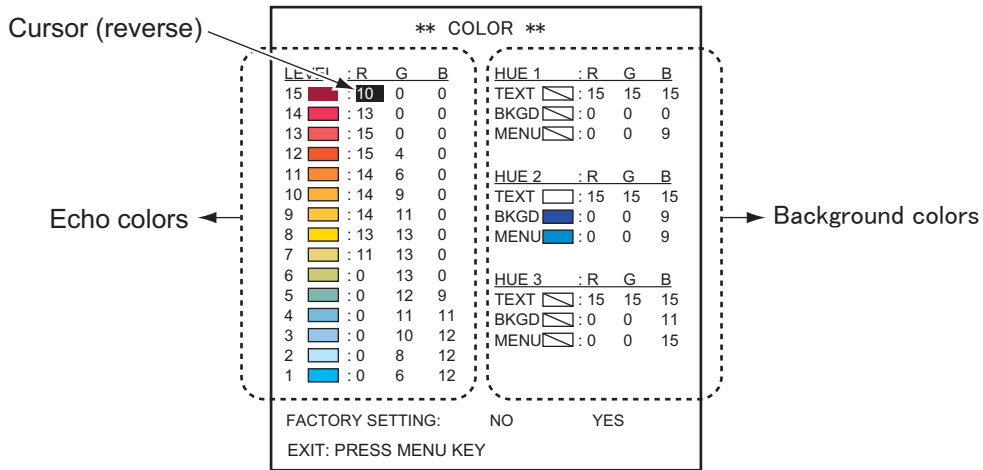 Cursor (reverse)
** COLOR **
LEVEL : R G B
15 : 10 0 0
14 : 13 0 0
13 : 15 0 0
12 : 15 4 0
11 : 14 6 0
10 : 14 9 0
9 : 14 11 0
8 : 13 13 0
7 : 11 13 0
6 : 0 13 0
5 : 0 12 9
4 : 0 11 11
3 : 0 10 12
2 : 0 8 12
1 : 0 6 12
Echo colors
HUE 1 : R G B
TEXT : 15 15 15
BKGD : 0 0 0
MENU : 0 0 9
HUE 2 : R G B
TEXT : 15 15 15
BKGD : 0 0 9
MENU : 0 0 9
HUE 3 : R G B
TEXT : 15 15 15
BKGD : 0 0 11
MENU : 0 0 15
Background colors
FACTORY SETTING: NO YES
EXIT: PRESS MENU KEY